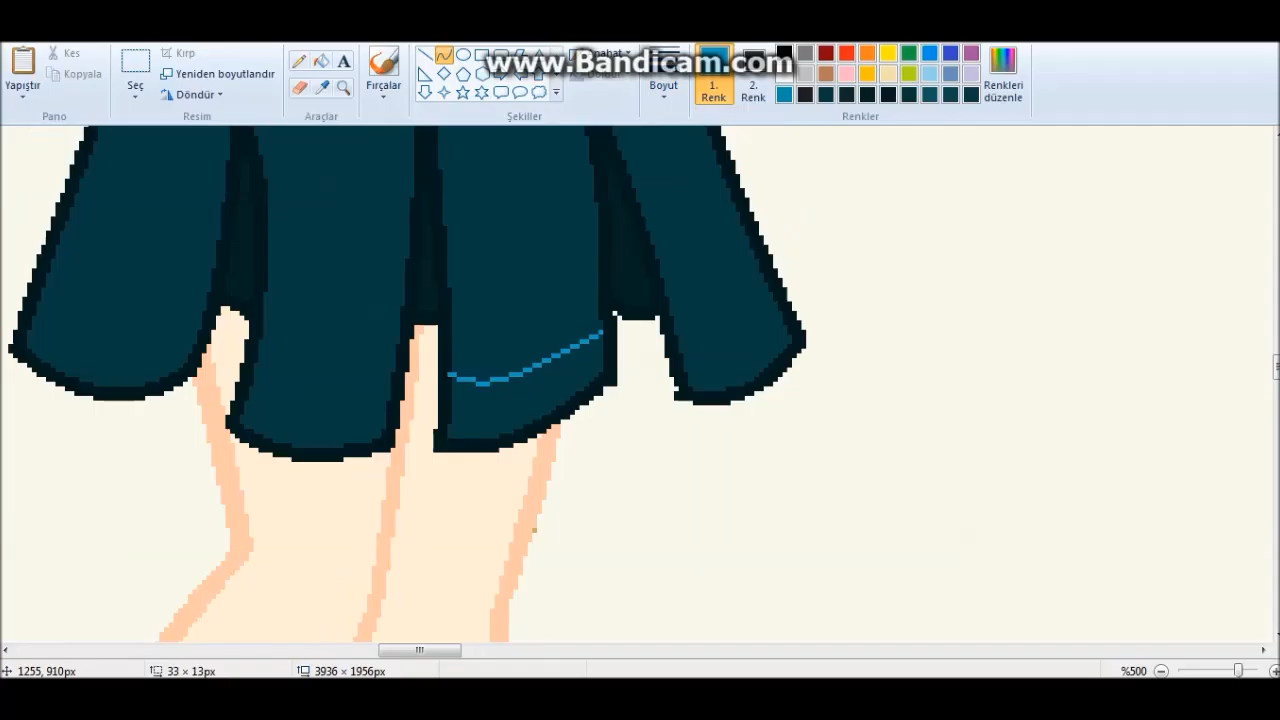 www.Bandicam.com
Kes
Kopyala
Yapıştır
Pano
Kırp
Yeniden boyutlandır
Döndür
Seç
Resim
A
Araçlar
Fırçalar
Şekiller
Boyut
1.
Renk
2.
Renk
Renkleri
düzenle
Renkler
1255, 910px
33 × 13px
3936 × 1956px
%500